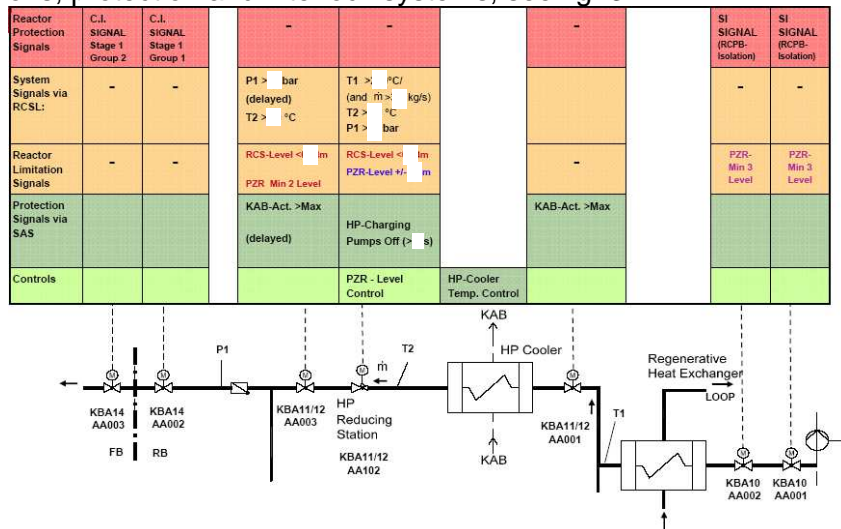 Reactor Protection Signals
C.I. SIGNAL Stage 1 Group 2
C.I. SIGNAL Stage 1 Group 1
-
-
-
SI SIGNAL (RCPB-Isolation)
SI SIGNAL (RCPB-Isolation)
System Signals via RCSL:
-
-
P1 > bar
(delayed)
T2 > °C
T1 > °C/
(and ṁ > kg/s)
T2 > °C
P1 > bar
-
-
-
Reactor Limitation Signals
-
-
RCS-Level < m
PZR Min 2 Level
RCS-Level < m
PZR-Level +/- m
-
PZR-Min 3 Level
PZR-Min 3 Level
Protection Signals via SAS
KAB-Act. >Max
(delayed)
HP-Charging Pumps Off (> s)
KAB-Act. >Max
Controls
PZR - Level Control
HP-Cooler Temp. Control
KAB
P1
M
M
M
M
ṁ
T2
HP Cooler
M
Regenerative Heat Exchanger
LOOP
T1
M
M
KBA14 AA003
KBA14 AA002
KBA11/12 AA003
HP Reducing Station
KBA11/12 AA102
KAB
KBA11/12 AA001
FB
RB
KBA10 AA002
KBA10 AA001